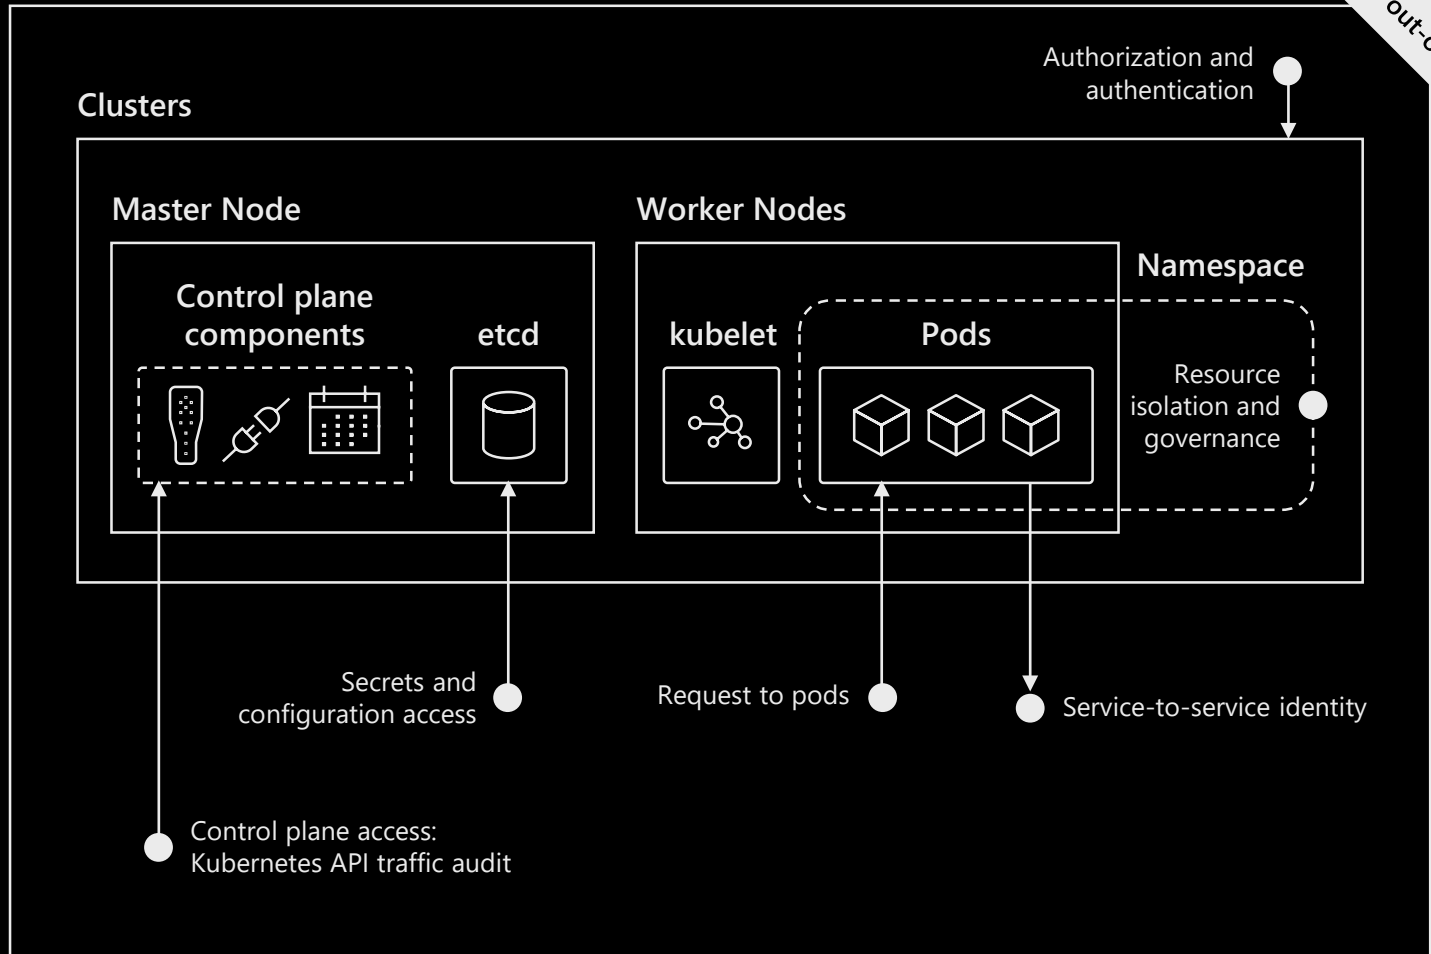 out-
Authorization and
authentication
Clusters
Master Node
Worker Nodes
Namespace
Control plane
components
etcd
kubelet
Pods
Resource
isolation and
governance
Secrets and
configuration access
Request to pods
Service-to-service identity
Control plane access:
Kubernetes API traffic audit